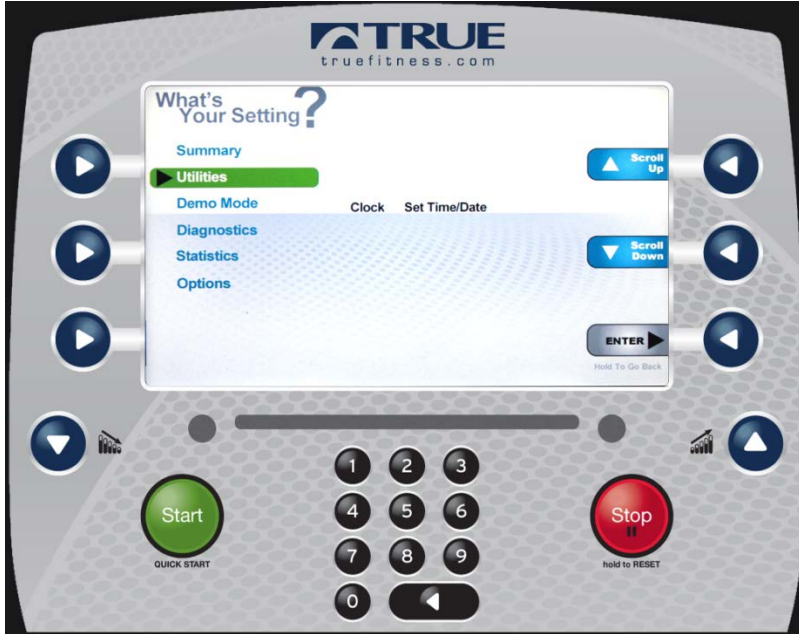 TRUE
truefitness.com
What's
Your Setting?
Summary
Utilities
Demo Mode
Diagnostics
Statistics
Options
Clock Set Time/Date
Scroll
Up
Scroll
Down
ENTER
Hold To Go Back
1 2 3
4 5 6
7 8 9
0
Start
QUICK START
Stop
hold to RESET